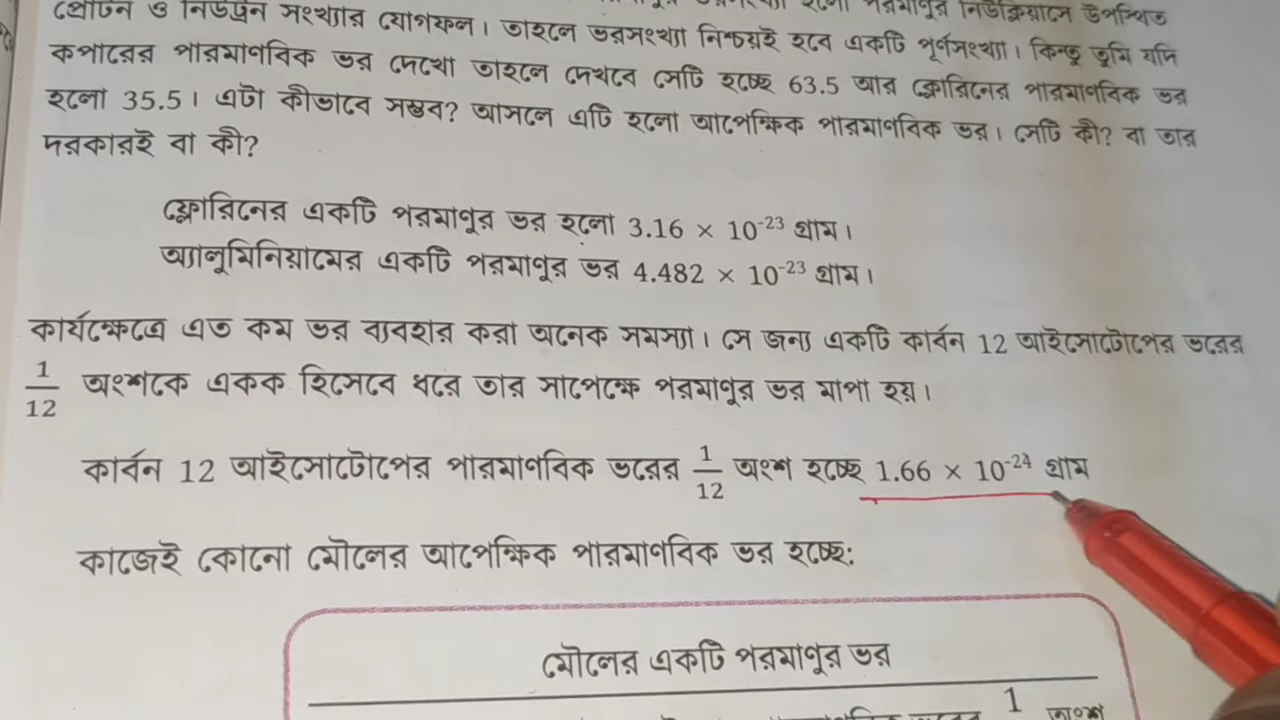 প্রোটন ও নিউট্রন সংখ্যার যোগফল। তাহলে ভরসংখ্যা নিশ্চয়ই হবে একটি পূর্ণসংখ্যা। কিন্তু তুমি যদি
কপারের পারমাণবিক ভর দেখো তাহলে দেখবে সেটি হচ্ছে 63.5 আর ক্লোরিনের পারমাণবিক ভর
হলো 35.5। এটা কীভাবে সম্ভব? আসলে এটি হলো আপেক্ষিক পারমাণবিক ভর। সেটি কী? বা তার
দরকারই বা কী?
ফ্লোরিনের একটি পরমাণুর ভর হলো 3.16 × 10⁻²³ গ্রাম।
অ্যালুমিনিয়ামের একটি পরমাণুর ভর 4.482 × 10⁻²³ গ্রাম।
কার্যক্ষেত্রে এত কম ভর ব্যবহার করা অনেক সমস্যা। সে জন্য একটি কার্বন 12 আইসোটোপের ভরের
1/12 অংশকে একক হিসেবে ধরে তার সাপেক্ষে পরমাণুর ভর মাপা হয়।
কার্বন 12 আইসোটোপের পারমাণবিক ভরের 1/12 অংশ হচ্ছে 1.66 × 10⁻²⁴ গ্রাম
কাজেই কোনো মৌলের আপেক্ষিক পারমাণবিক ভর হচ্ছে:
মৌলের একটি পরমাণুর ভর
1 অংশ